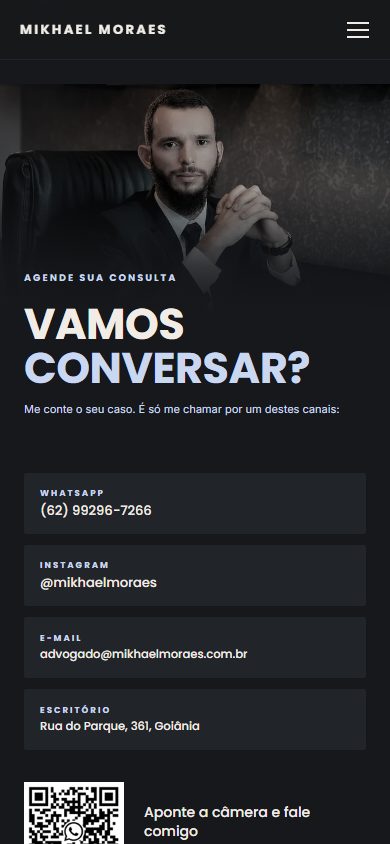 MIKHAEL MORAES
AGENDE SUA CONSULTA
VAMOS
CONVERSAR?
Me conte o seu caso. É só me chamar por um destes canais:
WHATSAPP
(62) 99296-7266
INSTAGRAM
@mikhaelmoraes
E-MAIL
advogado@mikhaelmoraes.com.br
ESCRITÓRIO
Rua do Parque, 361, Goiânia
Aponte a câmera e fale
comigo